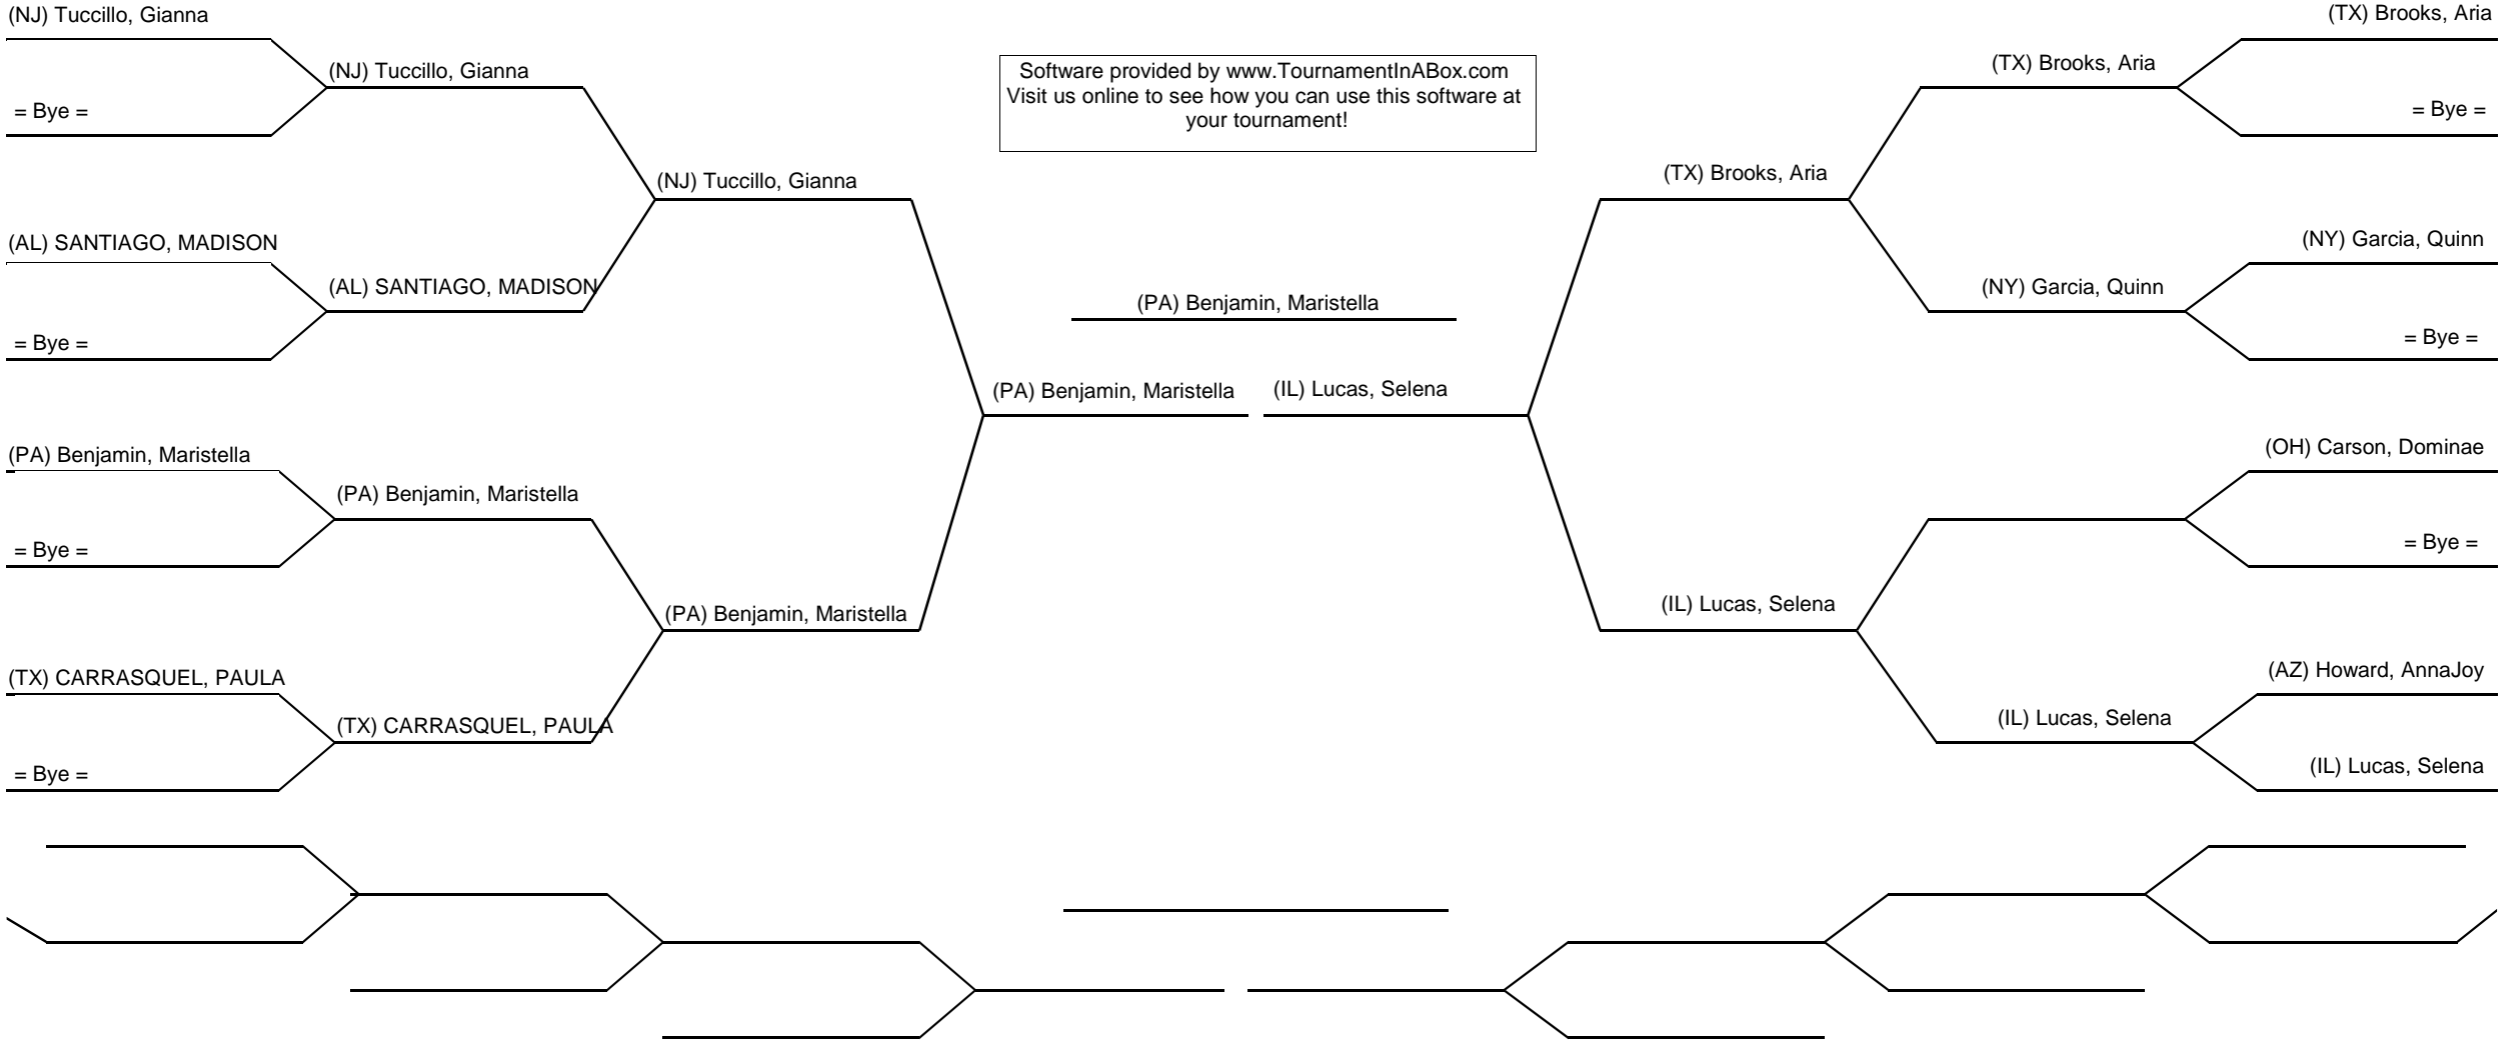 (NJ) Tuccillo, Gianna
= Bye =
(AL) SANTIAGO, MADISON
= Bye =
(PA) Benjamin, Maristella
= Bye =
(TX) CARRASQUEL, PAULA
= Bye =
(NJ) Tuccillo, Gianna
(AL) SANTIAGO, MADISON
(PA) Benjamin, Maristella
(TX) CARRASQUEL, PAULA
(NJ) Tuccillo, Gianna
(PA) Benjamin, Maristella
Software provided by www.TournamentInABox.com
Visit us online to see how you can use this software at
your tournament!
(PA) Benjamin, Maristella
(PA) Benjamin, Maristella
(IL) Lucas, Selena
(TX) Brooks, Aria
(IL) Lucas, Selena
(TX) Brooks, Aria
(NY) Garcia, Quinn
(IL) Lucas, Selena
(TX) Brooks, Aria
= Bye =
(NY) Garcia, Quinn
= Bye =
(OH) Carson, Dominae
= Bye =
(AZ) Howard, AnnaJoy
(IL) Lucas, Selena